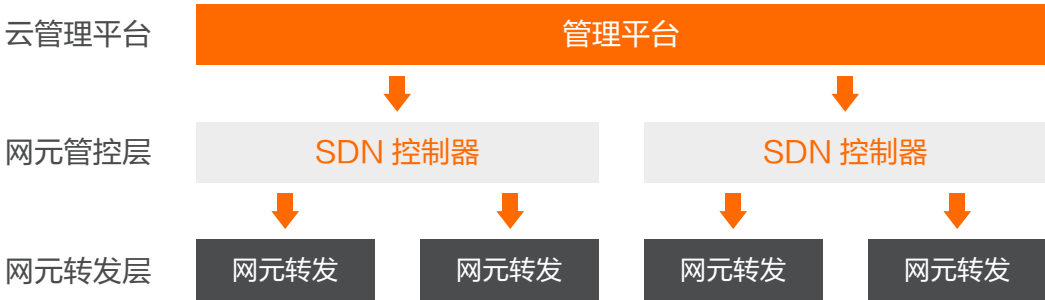 云管理平台
管理平台
网元管控层
SDN 控制器
SDN 控制器
网元转发层
网元转发
网元转发
网元转发
网元转发